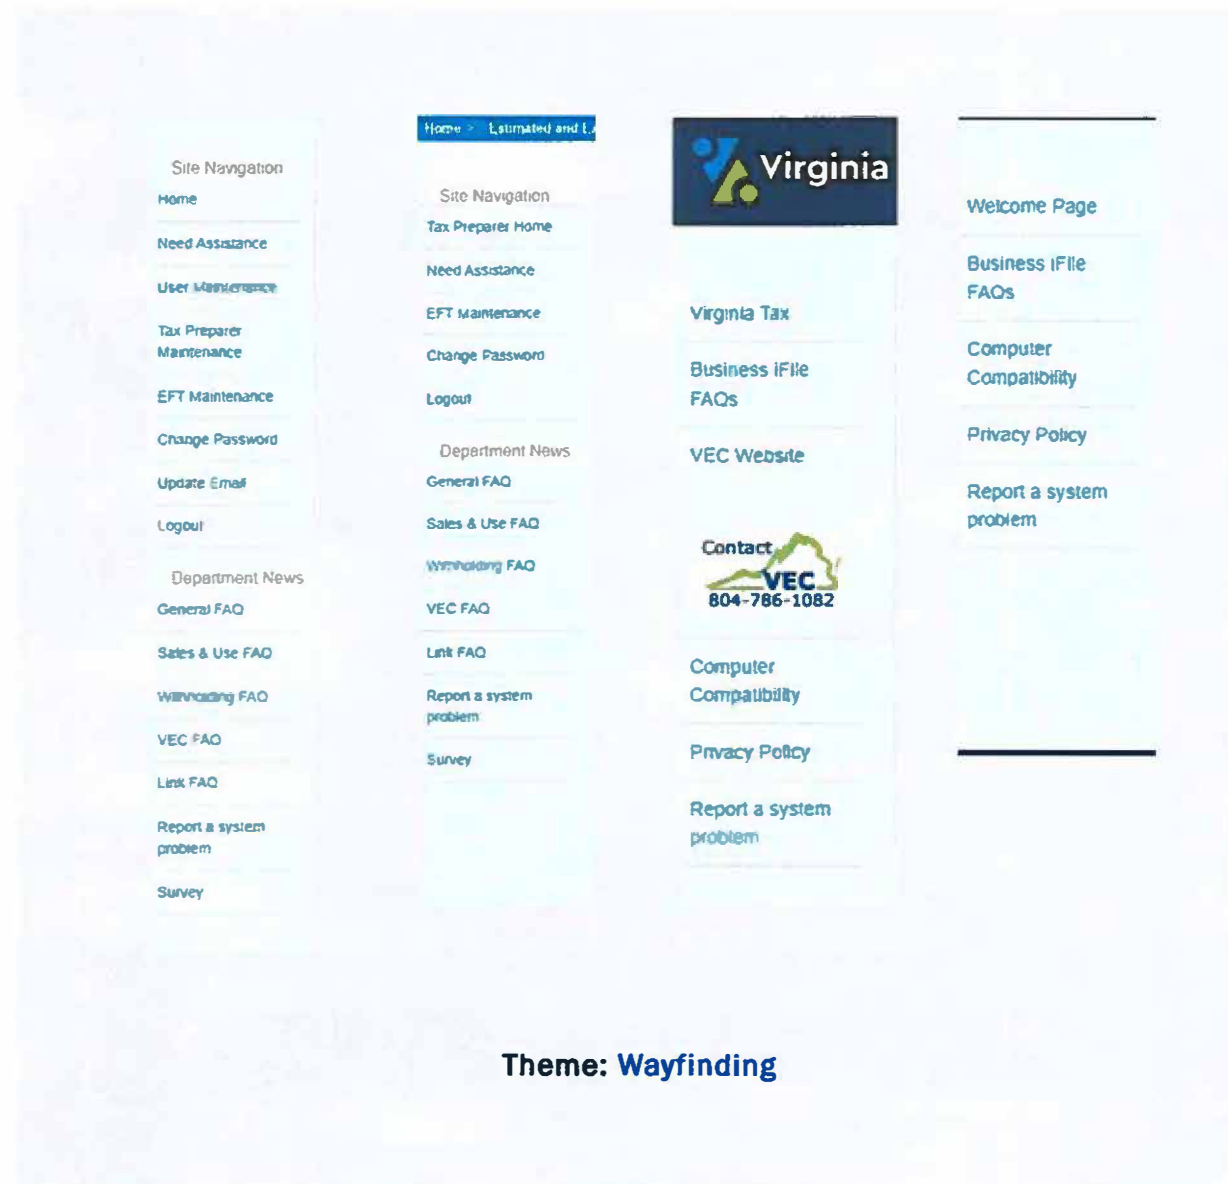 Site Navigation
Home
Need Assistance
User Maintenance
Tax Preparer
Maintenance
EFT Maintenance
Change Password
Update Email
Logout
Department News
General FAQ
Sales & Use FAQ
Withholding FAQ
VEC FAQ
Link FAQ
Report a system
problem
Survey
Home > Estimated and E
Site Navigation
Tax Preparer Home
Need Assistance
EFT Maintenance
Change Password
Logout
Department News
General FAQ
Sales & Use FAQ
Withholding FAQ
VEC FAQ
Link FAQ
Report a system
problem
Survey
Virginia
Virginia Tax
Business iFile
FAQs
VEC Website
Contact
VEC
804-786-1082
Computer
Compatibility
Privacy Policy
Report a system
problem
Welcome Page
Business iFile
FAQs
Computer
Compatibility
Privacy Policy
Report a system
problem
Theme: Wayfinding